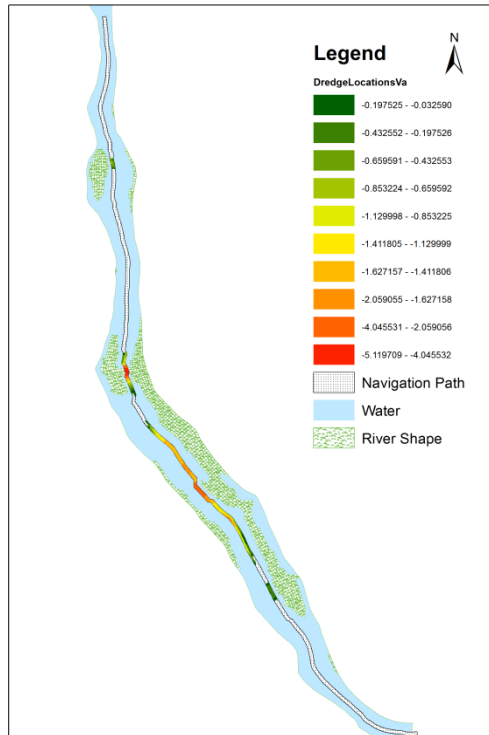 N
Legend
DredgeLocationsVa
-0.197525 - -0.032590
-0.432552 - -0.197526
-0.659591 - -0.432553
-0.853224 - -0.659592
-1.129998 - -0.853225
-1.411805 - -1.129999
-1.627157 - -1.411806
-2.059055 - -1.627158
-4.045531 - -2.059056
-5.119709 - -4.045532
Navigation Path
Water
River Shape